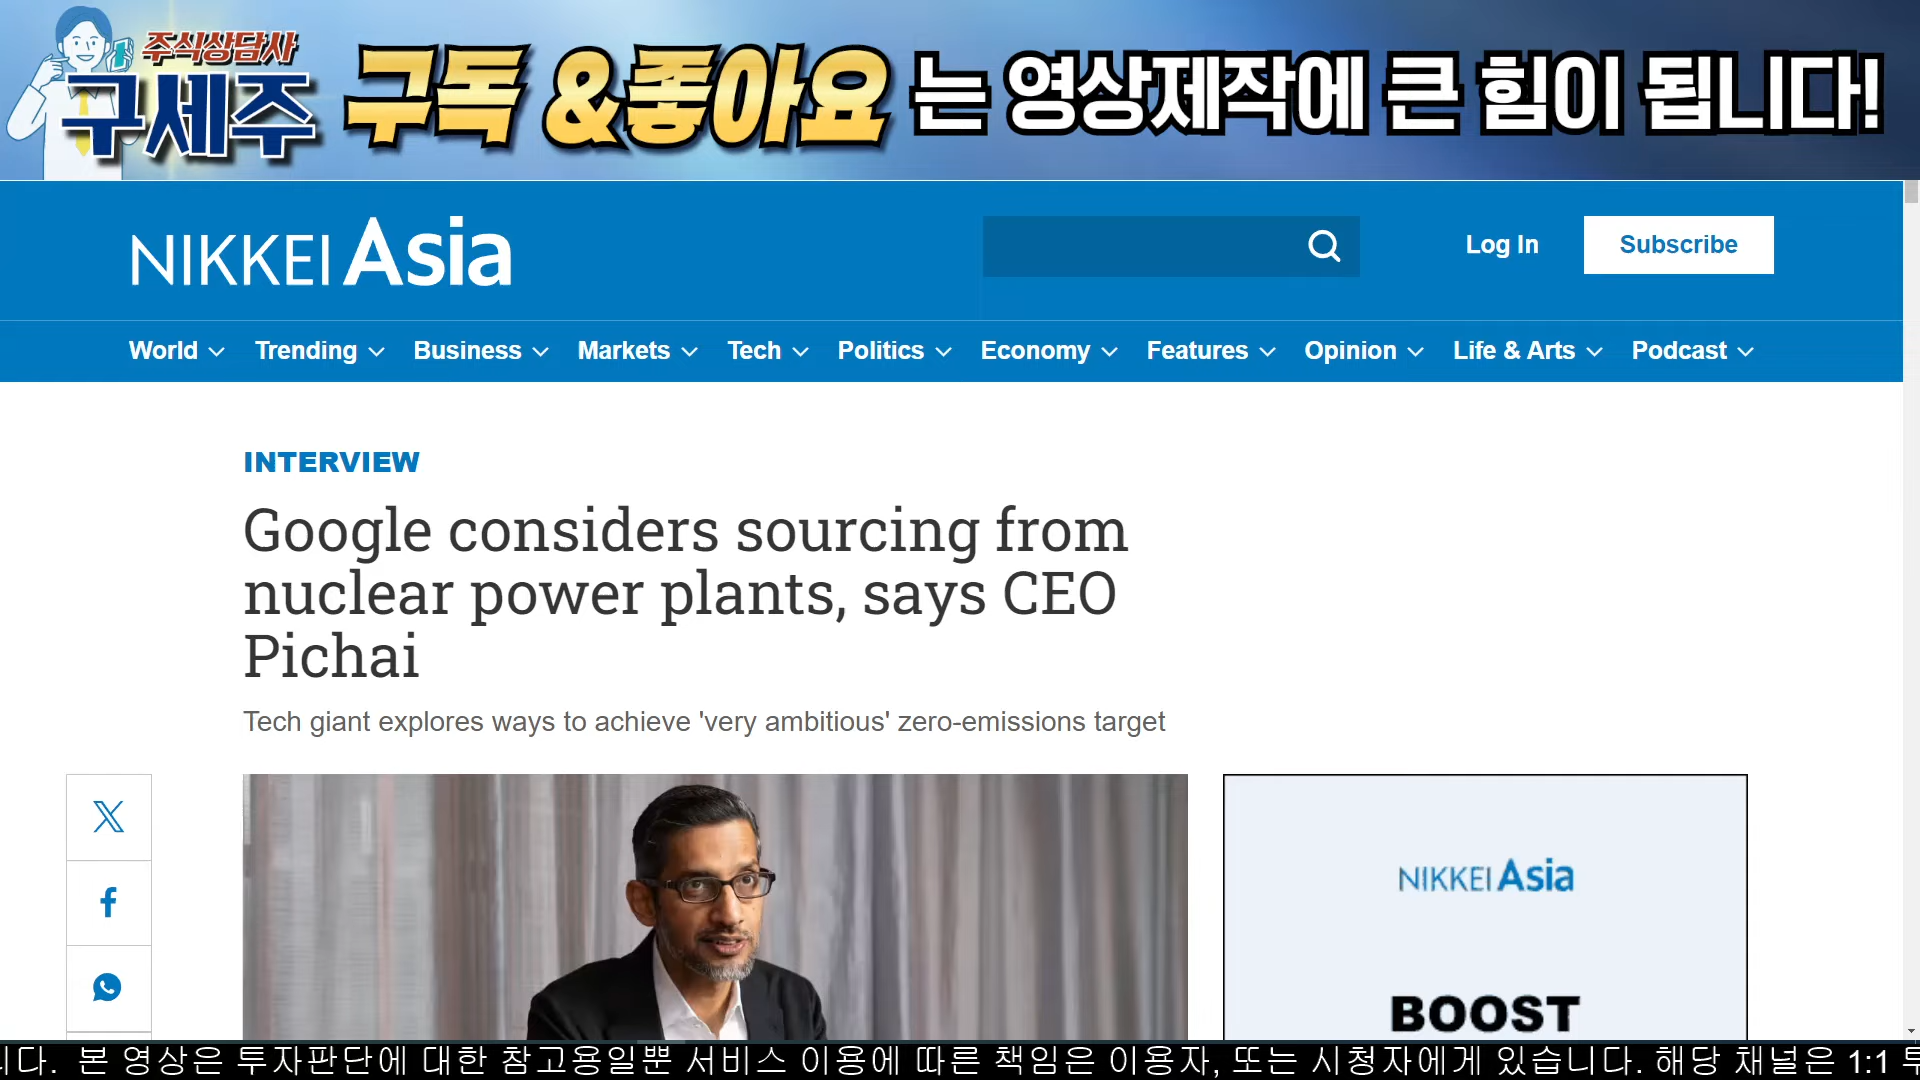 주식상담사
구세주
구독 &좋아요 는 영상제작에 큰 힘이 됩니다!
NIKKEI Asia
Log In
Subscribe
World
Trending
Business
Markets
Tech
Politics
Economy
Features
Opinion
Life & Arts
Podcast
INTERVIEW
Google considers sourcing from
nuclear power plants, says CEO
Pichai
Tech giant explores ways to achieve 'very ambitious' zero-emissions target
NIKKEI Asia
BOOST
니다. 본 영상은 투자판단에 대한 참고용일뿐 서비스 이용에 따른 책임은 이용자, 또는 시청자에게 있습니다. 해당 채널은 1:1 투